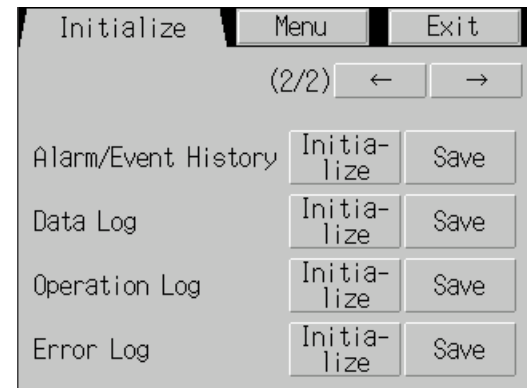 Initialize Menu Exit
(2/2) ← →
Alarm/Event History Initia-
lize Save
Data Log Initia-
lize Save
Operation Log Initia-
lize Save
Error Log Initia-
lize Save